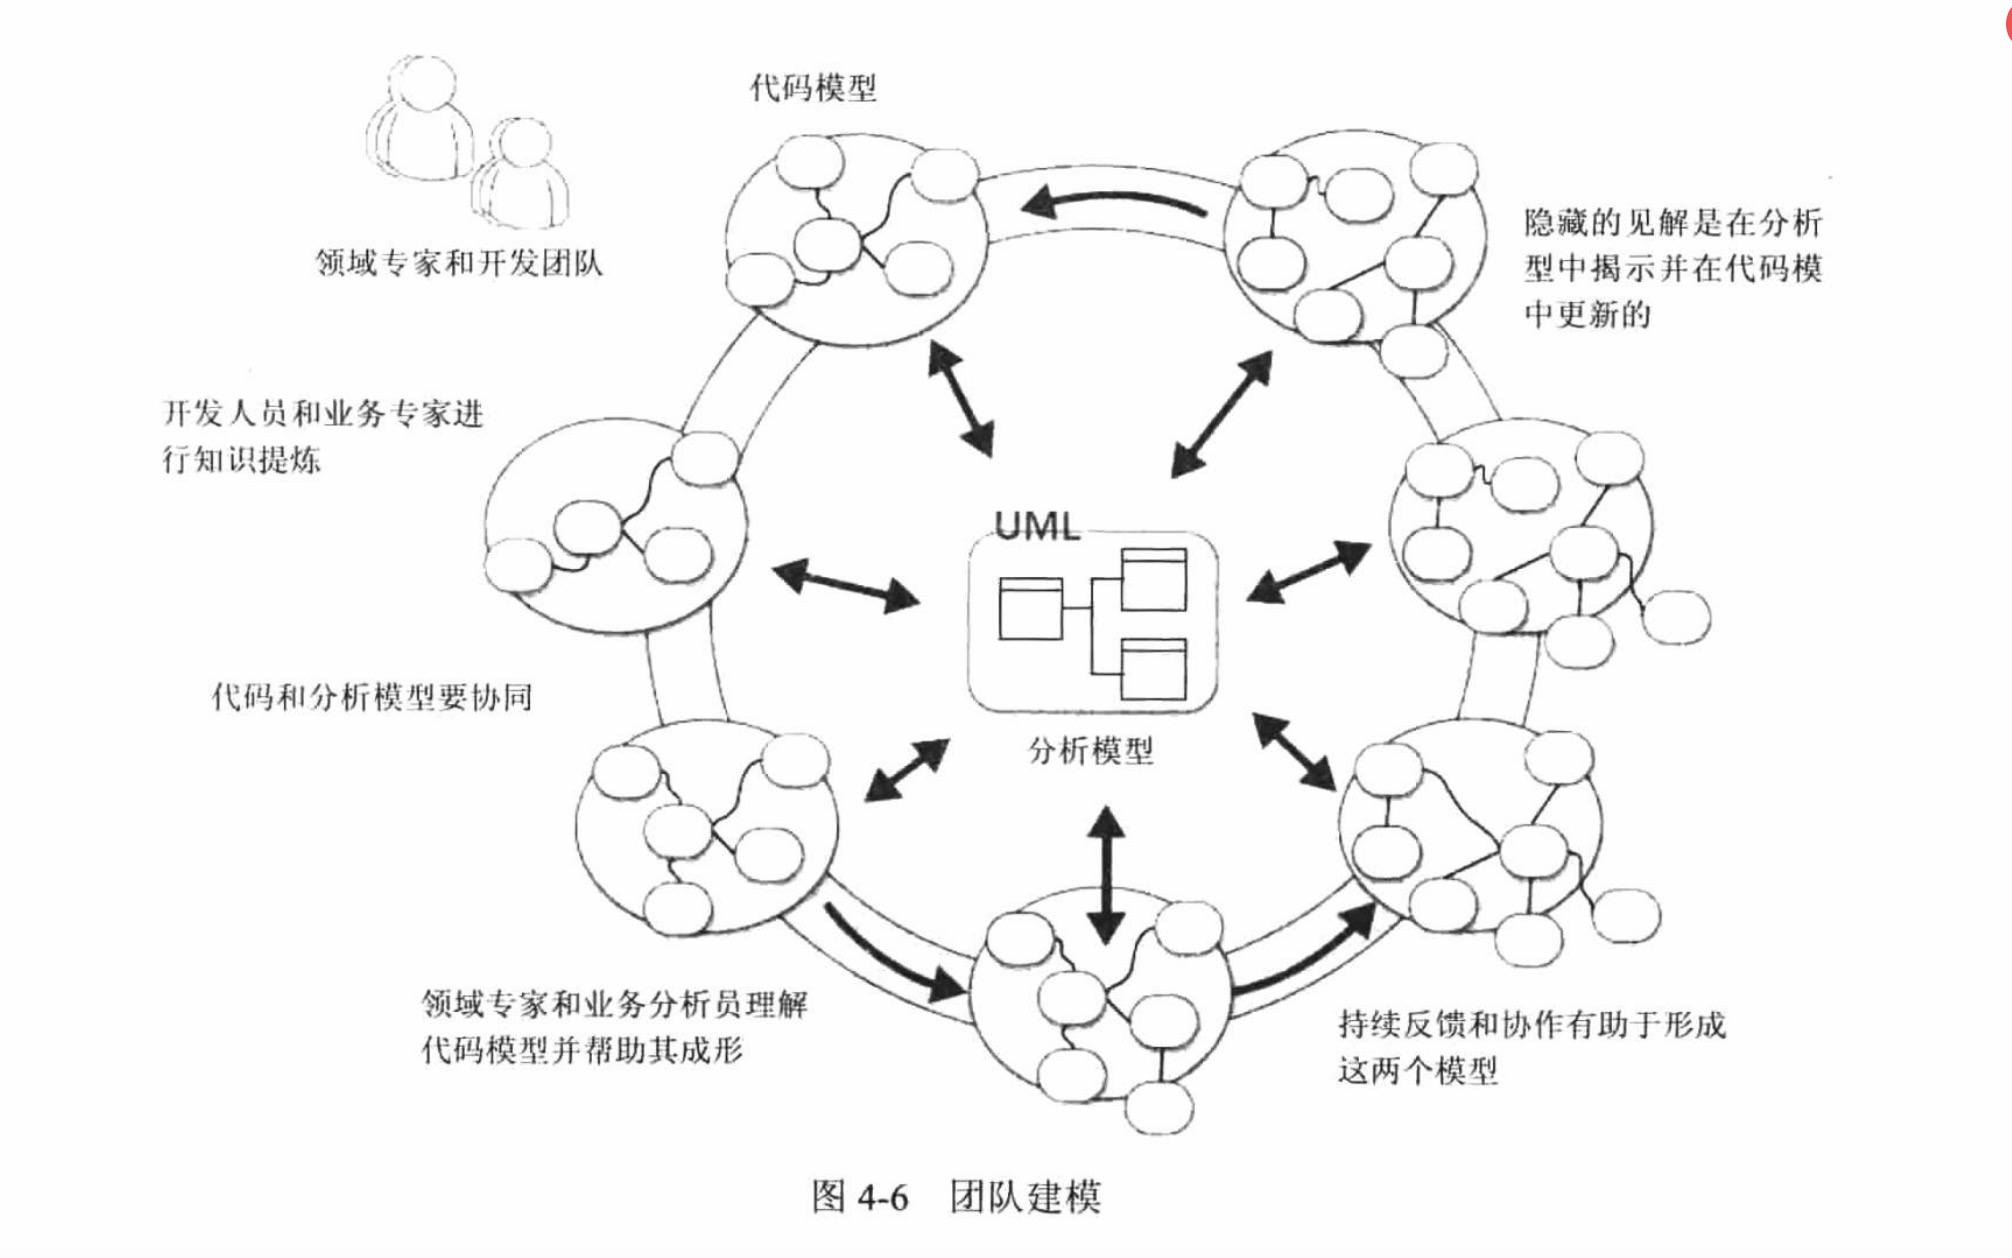 代码模型
领域专家和开发团队
隐藏的见解是在分析
型中揭示并在代码模
中更新的
开发人员和业务专家进
行知识提炼
UML
分析模型
代码和分析模型要协同
领域专家和业务分析员理解
代码模型并帮助其成形
持续反馈和协作有助于形成
这两个模型
图 4-6 团队建模